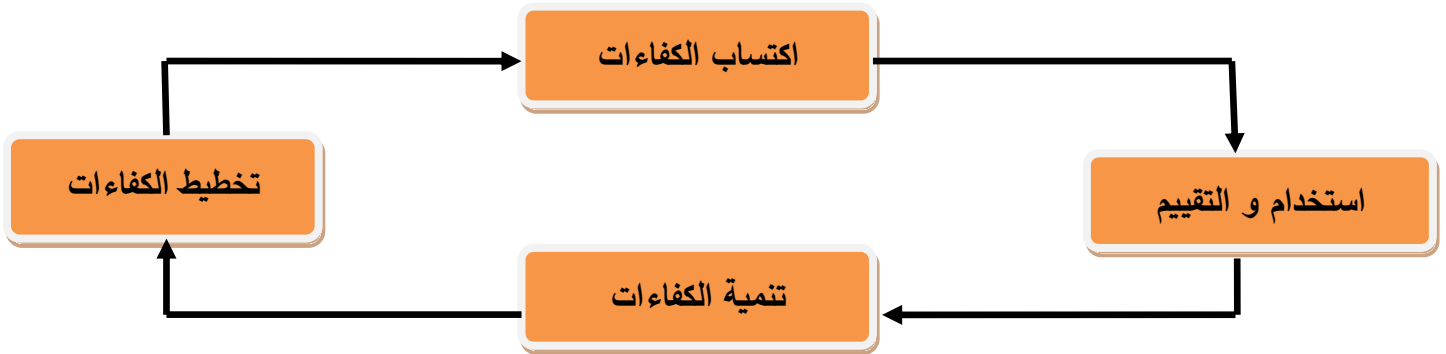 اكتساب الكفاءات
تخطيط الكفاءات
استخدام و التقييم
تنمية الكفاءات